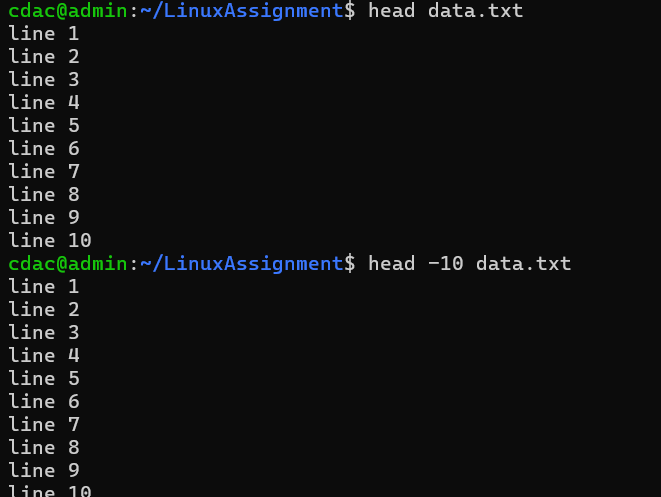 cdac@admin:~/LinuxAssignment$ head data.txt
line 1
line 2
line 3
line 4
line 5
line 6
line 7
line 8
line 9
line 10
cdac@admin:~/LinuxAssignment$ head -10 data.txt
line 1
line 2
line 3
line 4
line 5
line 6
line 7
line 8
line 9
line 10